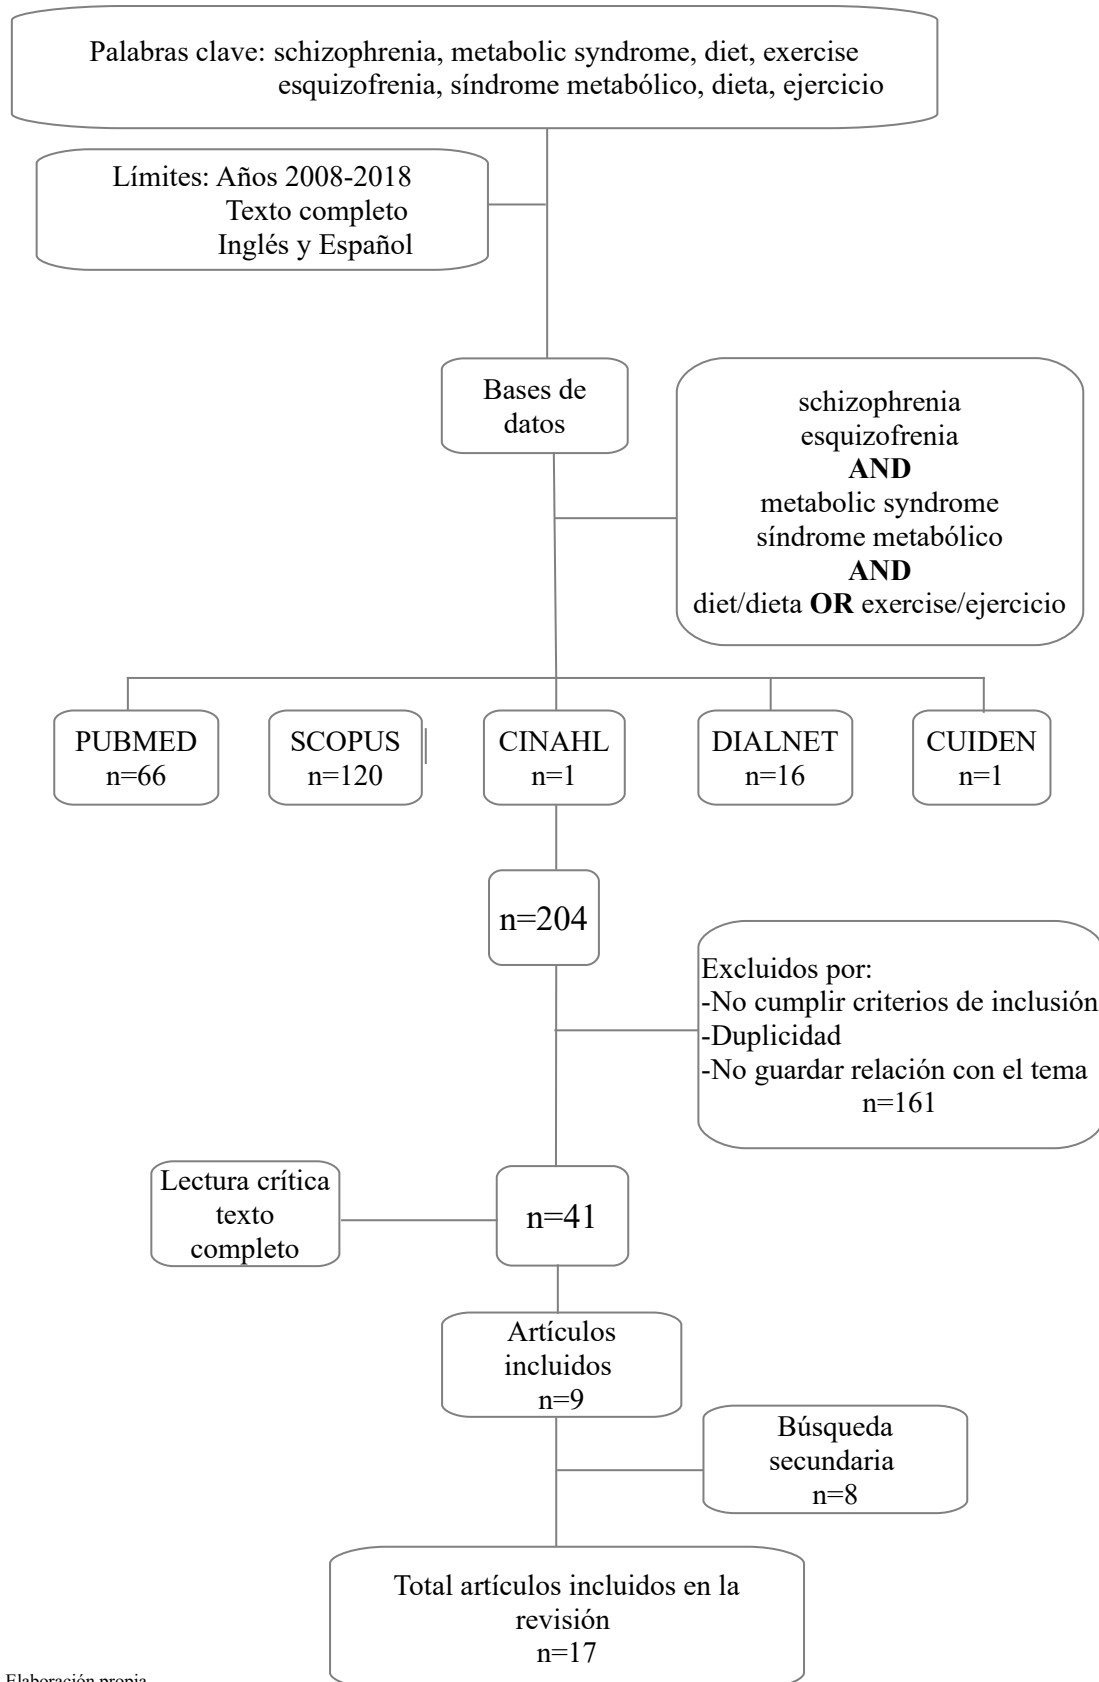 Palabras clave: schizophrenia, metabolic syndrome, diet, exercise
esquizofrenia, síndrome metabólico, dieta, ejercicio
Límites: Años 2008-2018
Texto completo
Inglés y Español
Bases de
datos
schizophrenia
esquizofrenia
AND
metabolic syndrome
síndrome metabólico
AND
diet/dieta OR exercise/ejercicio
PUBMED
n=66
SCOPUS
n=120
CINAHL
n=1
DIALNET
n=16
CUIDEN
n=1
n=204
Excluidos por:
-No cumplir criterios de inclusión
-Duplicidad
-No guardar relación con el tema
n=161
Lectura crítica
texto
completo
n=41
Artículos
incluidos
n=9
Búsqueda
secundaria
n=8
Total artículos incluidos en la
revisión
n=17
Elaboración propia